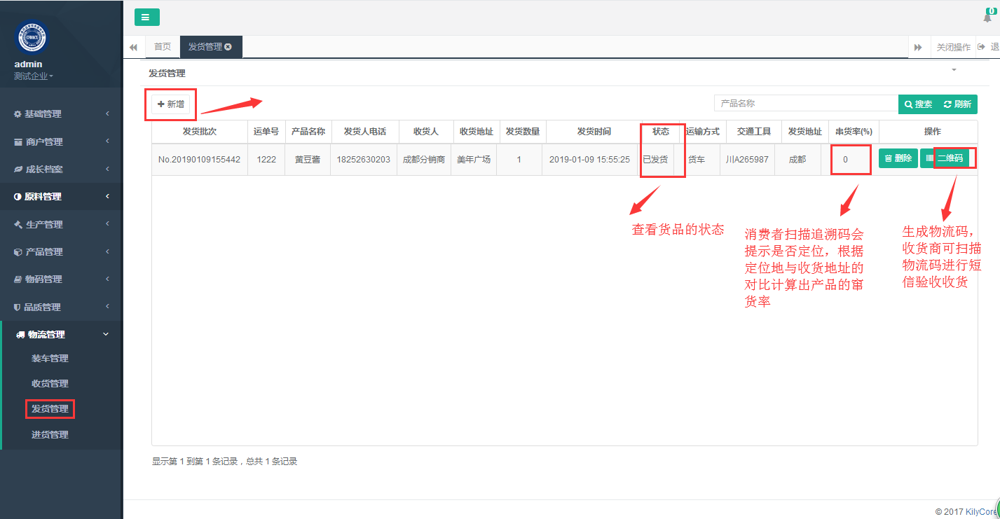 0
CFDACX
admin
测试企业
首页
发货管理
关闭操作
退
发货管理
基础管理
商户管理
成长档案
原料管理
生产管理
产品管理
物码管理
品质管理
物流管理
装车管理
收货管理
发货管理
进货管理
新增
产品名称
搜索 刷新
发货批次 运单号 产品名称 发货人电话 收货人 收货地址 发货数量 发货时间 状态 运输方式 交通工具 发货地址 串货率(%) 操作
No.20190109155442 1222 黄豆酱 18252630203 成都分销商 美年广场 1 2019-01-09 15:55:25 已发货 货车 川A265987 成都 0 删除 二维码
查看货品的状态
消费者扫描追溯码会
提示是否定位，根据
定位地与收货地址的
对比计算出产品的窜
货率
生成物流码，
收货商可扫描
物流码进行短
信验收收货
显示第 1 到第 1 条记录，总共 1 条记录
© 2017 KilyCore